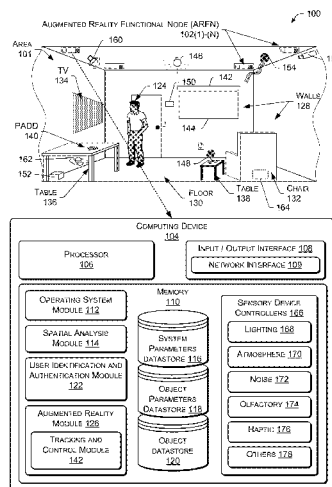 100
AUGMENTED REALITY FUNCTIONAL NODE (ARFN)
102(1)-(N)
AREA
101
160
146
154
TV
134
124
150
142
144
WALLS
128
PADD
140
162
152
TABLE
136
148
FLOOR
130
TABLE
138
CHAIR
132
164
COMPUTING DEVICE
104
PROCESSOR
106
INPUT / OUTPUT INTERFACE 108
NETWORK INTERFACE 109
MEMORY
110
OPERATING SYSTEM
MODULE 112
SPATIAL ANALYSIS
MODULE 114
USER IDENTIFICATION AND
AUTHENTICATION MODULE
122
AUGMENTED REALITY
MODULE 126
TRACKING AND
CONTROL MODULE
142
SYSTEM
PARAMETERS
DATASTORE 116
OBJECT
PARAMETERS
DATASTORE 118
OBJECT
DATASTORE
120
SENSORY DEVICE
CONTROLLERS 166
LIGHTING 168
ATMOSPHERE 170
NOISE 172
OLFACTORY 174
HAPTIC 176
OTHERS 178